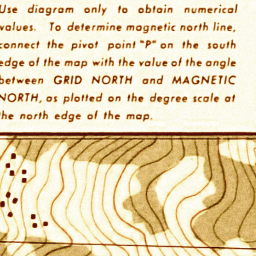 Use diagram only to obtain numerical
values. To determine magnetic north line,
connect the pivot point "P" on the south
edge of the map with the value of the angle
between GRID NORTH and MAGNETIC
NORTH, as plotted on the degree scale at
the north edge of the map.